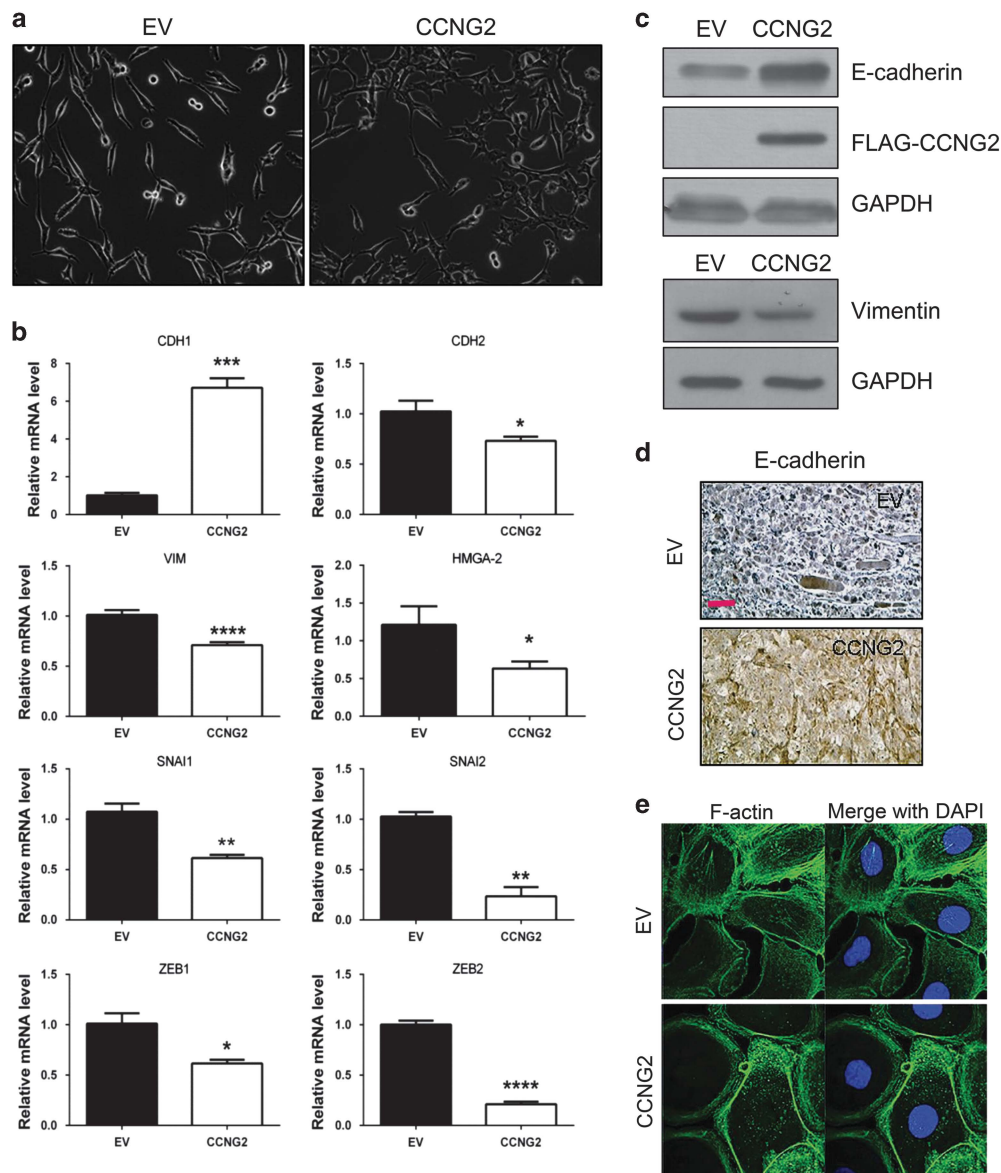 a
EV
CCNG2
b
CDH1
Relative mRNA level
8
6
4
2
0
***
EV
CCNG2
CDH2
Relative mRNA level
1.5
1.0
0.5
0.0
*
EV
CCNG2
VIM
Relative mRNA level
1.5
1.0
0.5
0.0
****
EV
CCNG2
HMGA-2
Relative mRNA level
2.0
1.5
1.0
0.5
0.0
*
EV
CCNG2
SNAI1
Relative mRNA level
1.5
1.0
0.5
0.0
**
EV
CCNG2
SNAI2
Relative mRNA level
1.5
1.0
0.5
0.0
**
EV
CCNG2
ZEB1
Relative mRNA level
1.5
1.0
0.5
0.0
*
EV
CCNG2
ZEB2
Relative mRNA level
1.5
1.0
0.5
0.0
****
EV
CCNG2
c
EV CCNG2
E-cadherin
FLAG-CCNG2
GAPDH
EV CCNG2
Vimentin
GAPDH
d
E-cadherin
EV
EV
CCNG2
CCNG2
e
F-actin
Merge with DAPI
EV
CCNG2